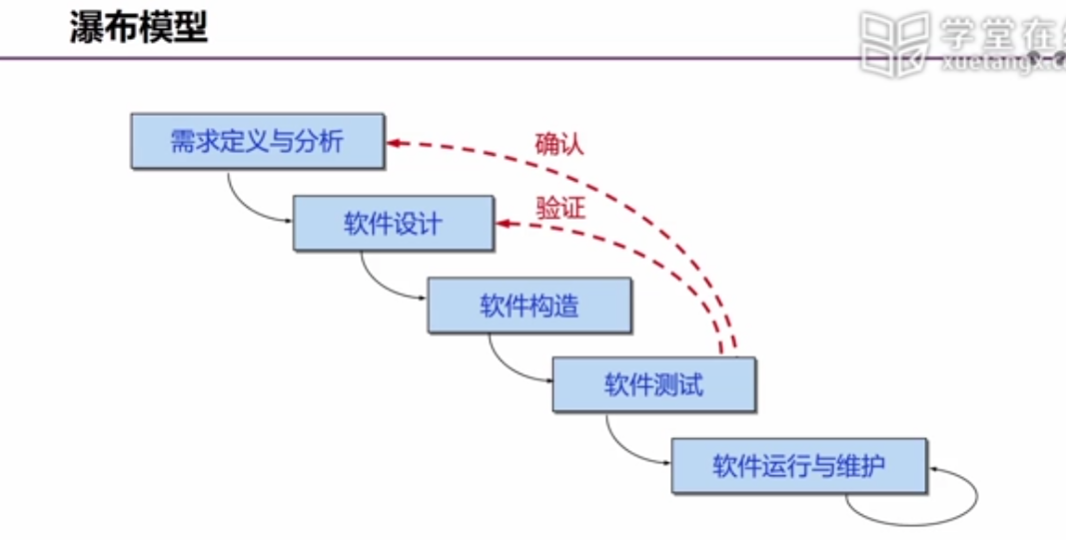 瀑布模型
学堂在线
xuetangx.co
需求定义与分析
确认
软件设计
验证
软件构造
软件测试
软件运行与维护